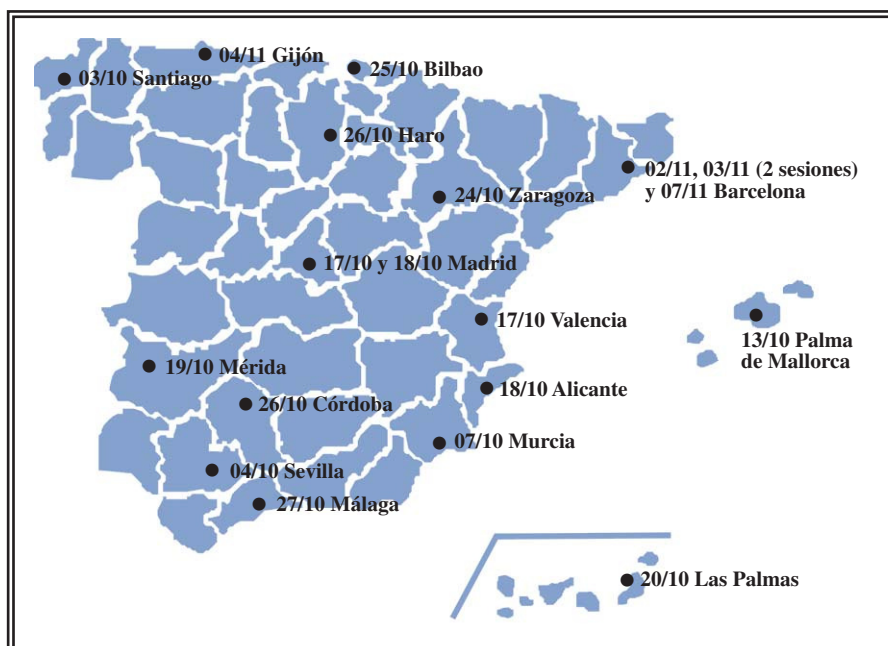 04/11 Gijón
03/10 Santiago
25/10 Bilbao
26/10 Haro
02/11, 03/11 (2 sesiones)
y 07/11 Barcelona
24/10 Zaragoza
17/10 y 18/10 Madrid
17/10 Valencia
13/10 Palma
de Mallorca
19/10 Mérida
18/10 Alicante
26/10 Córdoba
07/10 Murcia
04/10 Sevilla
27/10 Málaga
20/10 Las Palmas